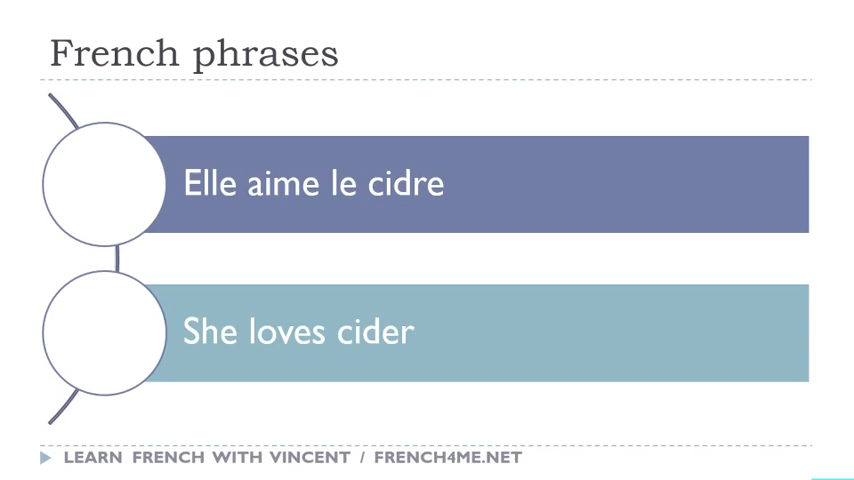 French phrases
Elle aime le cidre
She loves cider
LEARN FRENCH WITH VINCENT / FRENCH4ME.NET